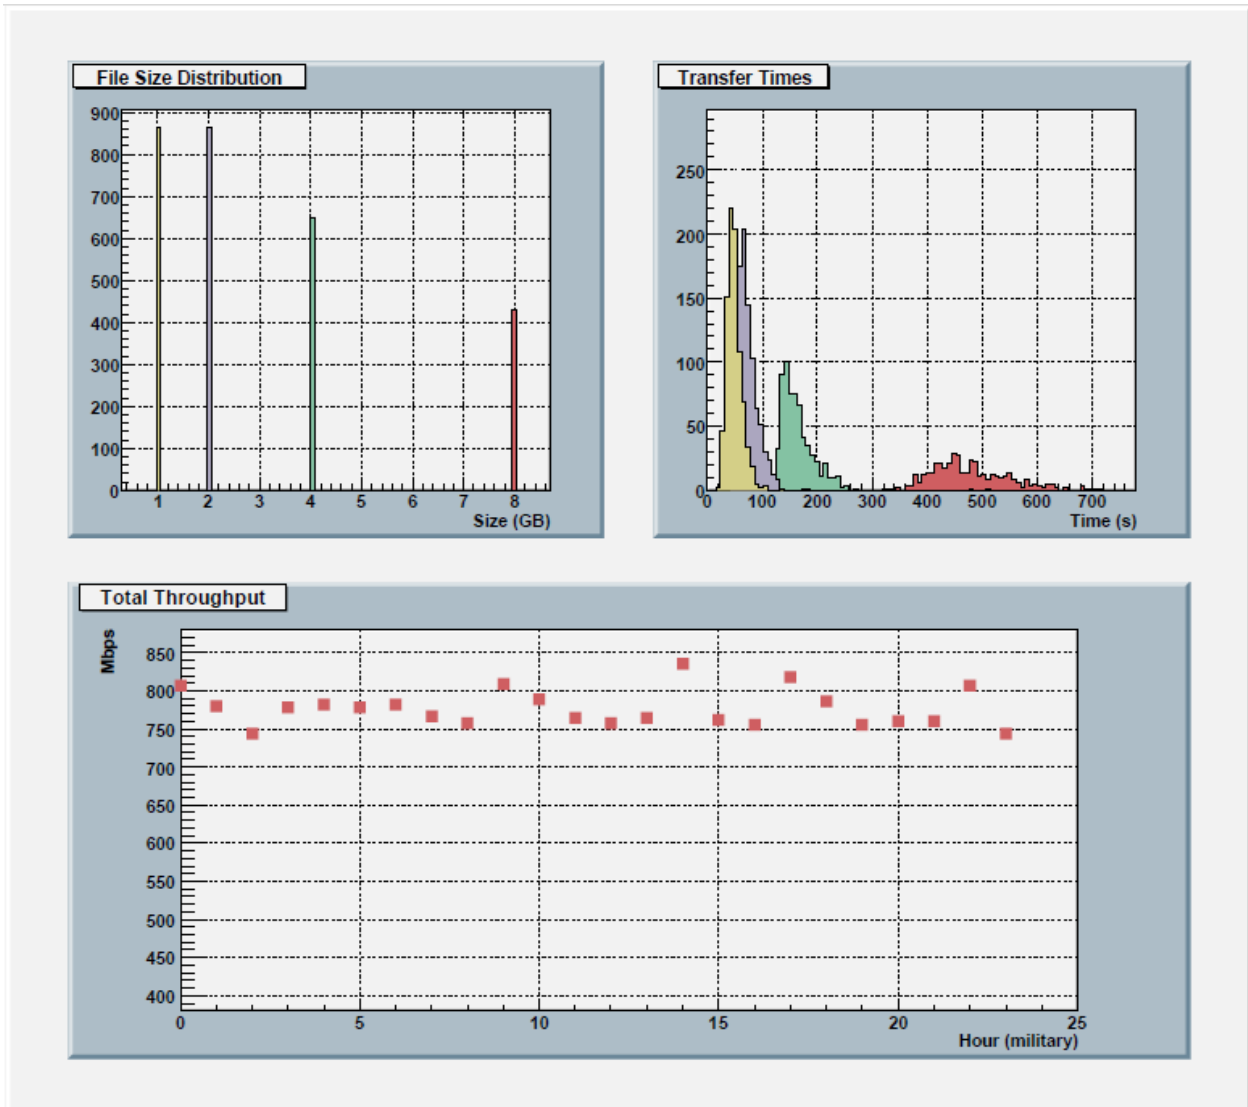 File Size Distribution
900
800
700
600
500
400
300
200
100
0
1 2 3 4 5 6 7 8
Size (GB)
Transfer Times
250
200
150
100
50
0
0 100 200 300 400 500 600 700
Time (s)
Total Throughput
Mbps
850
800
750
700
650
600
550
500
450
400
0 5 10 15 20 25
Hour (military)